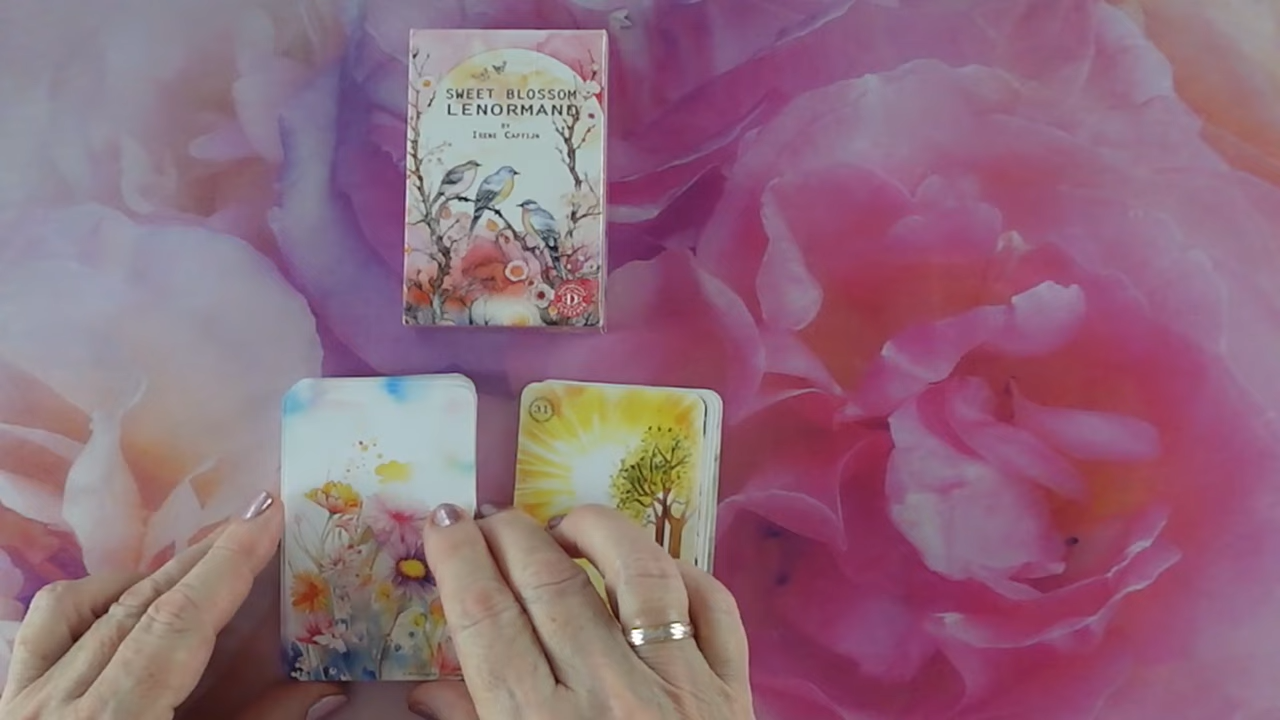 SWEET BLOSSOM
LENORMAND
BY
IRENE CAFFIJN
D
31